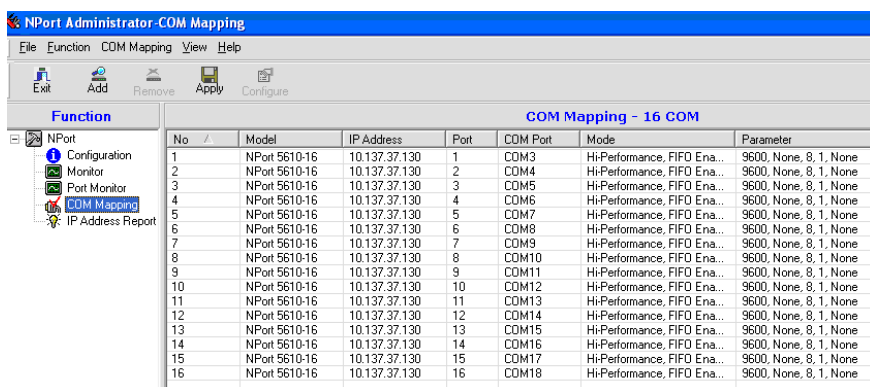 NPort Administrator-COM Mapping
File Function COM Mapping View Help
Exit Add Remove Apply Configure
Function
COM Mapping - 16 COM
NPort
Configuration
Monitor
Port Monitor
COM Mapping
IP Address Report
No Model IP Address Port COM Port Mode Parameter
1 NPort 5610-16 10.137.37.130 1 COM3 Hi-Performance, FIFO Ena... 9600, None, 8, 1, None
2 NPort 5610-16 10.137.37.130 2 COM4 Hi-Performance, FIFO Ena... 9600, None, 8, 1, None
3 NPort 5610-16 10.137.37.130 3 COM5 Hi-Performance, FIFO Ena... 9600, None, 8, 1, None
4 NPort 5610-16 10.137.37.130 4 COM6 Hi-Performance, FIFO Ena... 9600, None, 8, 1, None
5 NPort 5610-16 10.137.37.130 5 COM7 Hi-Performance, FIFO Ena... 9600, None, 8, 1, None
6 NPort 5610-16 10.137.37.130 6 COM8 Hi-Performance, FIFO Ena... 9600, None, 8, 1, None
7 NPort 5610-16 10.137.37.130 7 COM9 Hi-Performance, FIFO Ena... 9600, None, 8, 1, None
8 NPort 5610-16 10.137.37.130 8 COM10 Hi-Performance, FIFO Ena... 9600, None, 8, 1, None
9 NPort 5610-16 10.137.37.130 9 COM11 Hi-Performance, FIFO Ena... 9600, None, 8, 1, None
10 NPort 5610-16 10.137.37.130 10 COM12 Hi-Performance, FIFO Ena... 9600, None, 8, 1, None
11 NPort 5610-16 10.137.37.130 11 COM13 Hi-Performance, FIFO Ena... 9600, None, 8, 1, None
12 NPort 5610-16 10.137.37.130 12 COM14 Hi-Performance, FIFO Ena... 9600, None, 8, 1, None
13 NPort 5610-16 10.137.37.130 13 COM15 Hi-Performance, FIFO Ena... 9600, None, 8, 1, None
14 NPort 5610-16 10.137.37.130 14 COM16 Hi-Performance, FIFO Ena... 9600, None, 8, 1, None
15 NPort 5610-16 10.137.37.130 15 COM17 Hi-Performance, FIFO Ena... 9600, None, 8, 1, None
16 NPort 5610-16 10.137.37.130 16 COM18 Hi-Performance, FIFO Ena... 9600, None, 8, 1, None